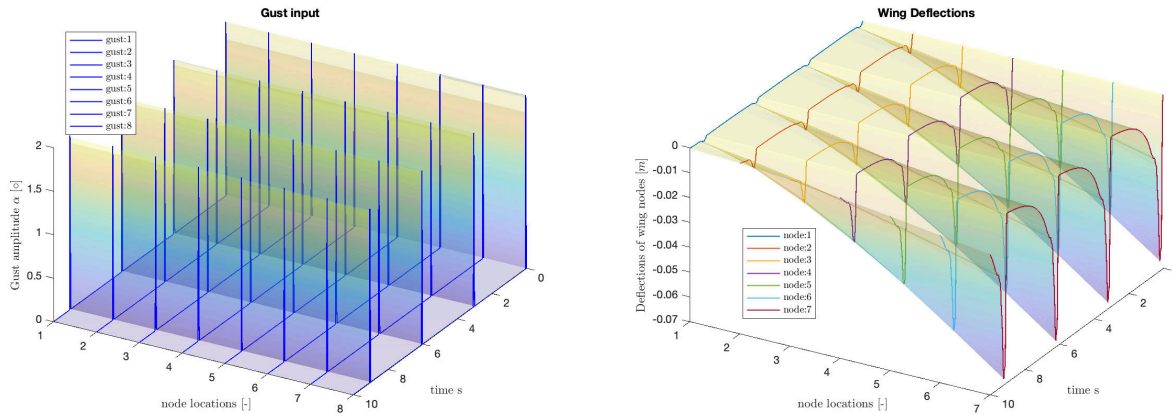 Gust input
gust:1
gust:2
gust:3
gust:4
gust:5
gust:6
gust:7
gust:8
Gust amplitude α [∘]
2
1.5
1
0.5
0
1
2
3
4
5
6
7
8
node locations [-]
10
8
6
4
2
0
time s
Wing Deflections
node:1
node:2
node:3
node:4
node:5
node:6
node:7
Deflections of wing nodes [m]
0
-0.01
-0.02
-0.03
-0.04
-0.05
-0.06
-0.07
1
2
3
4
5
6
7
node locations [-]
10
8
6
4
2
time s